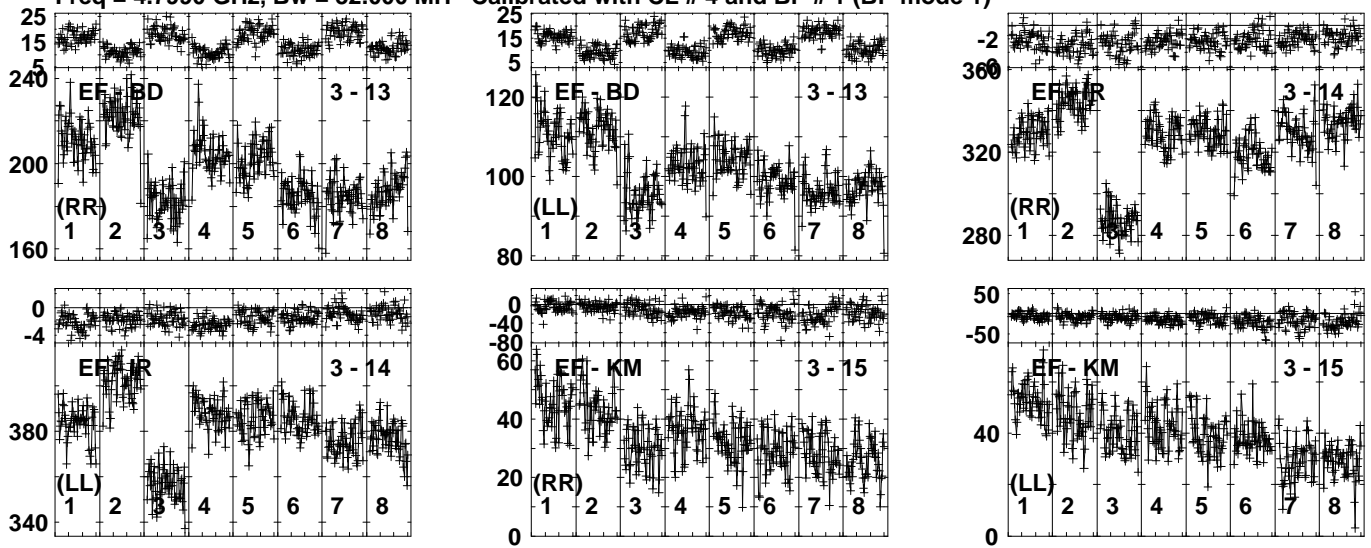 Freq = 4.7390 GHz, Bw = 32.000 MH Calibrated with CL # 4 and BP # 1 (BP mode 1)
25
15
5
240
200
160
EF - BD 3 - 13
(RR)
1 2 3 4 5 6 7 8
25
15
5
120
100
80
EF - BD 3 - 13
(LL)
1 2 3 4 5 6 7 8
-2
-6
360
320
280
EF - IR 3 - 14
(RR)
1 2 3 4 5 6 7 8
0
-4
380
340
EF - IR 3 - 14
(LL)
1 2 3 4 5 6 7 8
0
-40
-80
60
40
20
0
EF - KM 3 - 15
(RR)
1 2 3 4 5 6 7 8
50
-50
40
0
EF - KM 3 - 15
(LL)
1 2 3 4 5 6 7 8